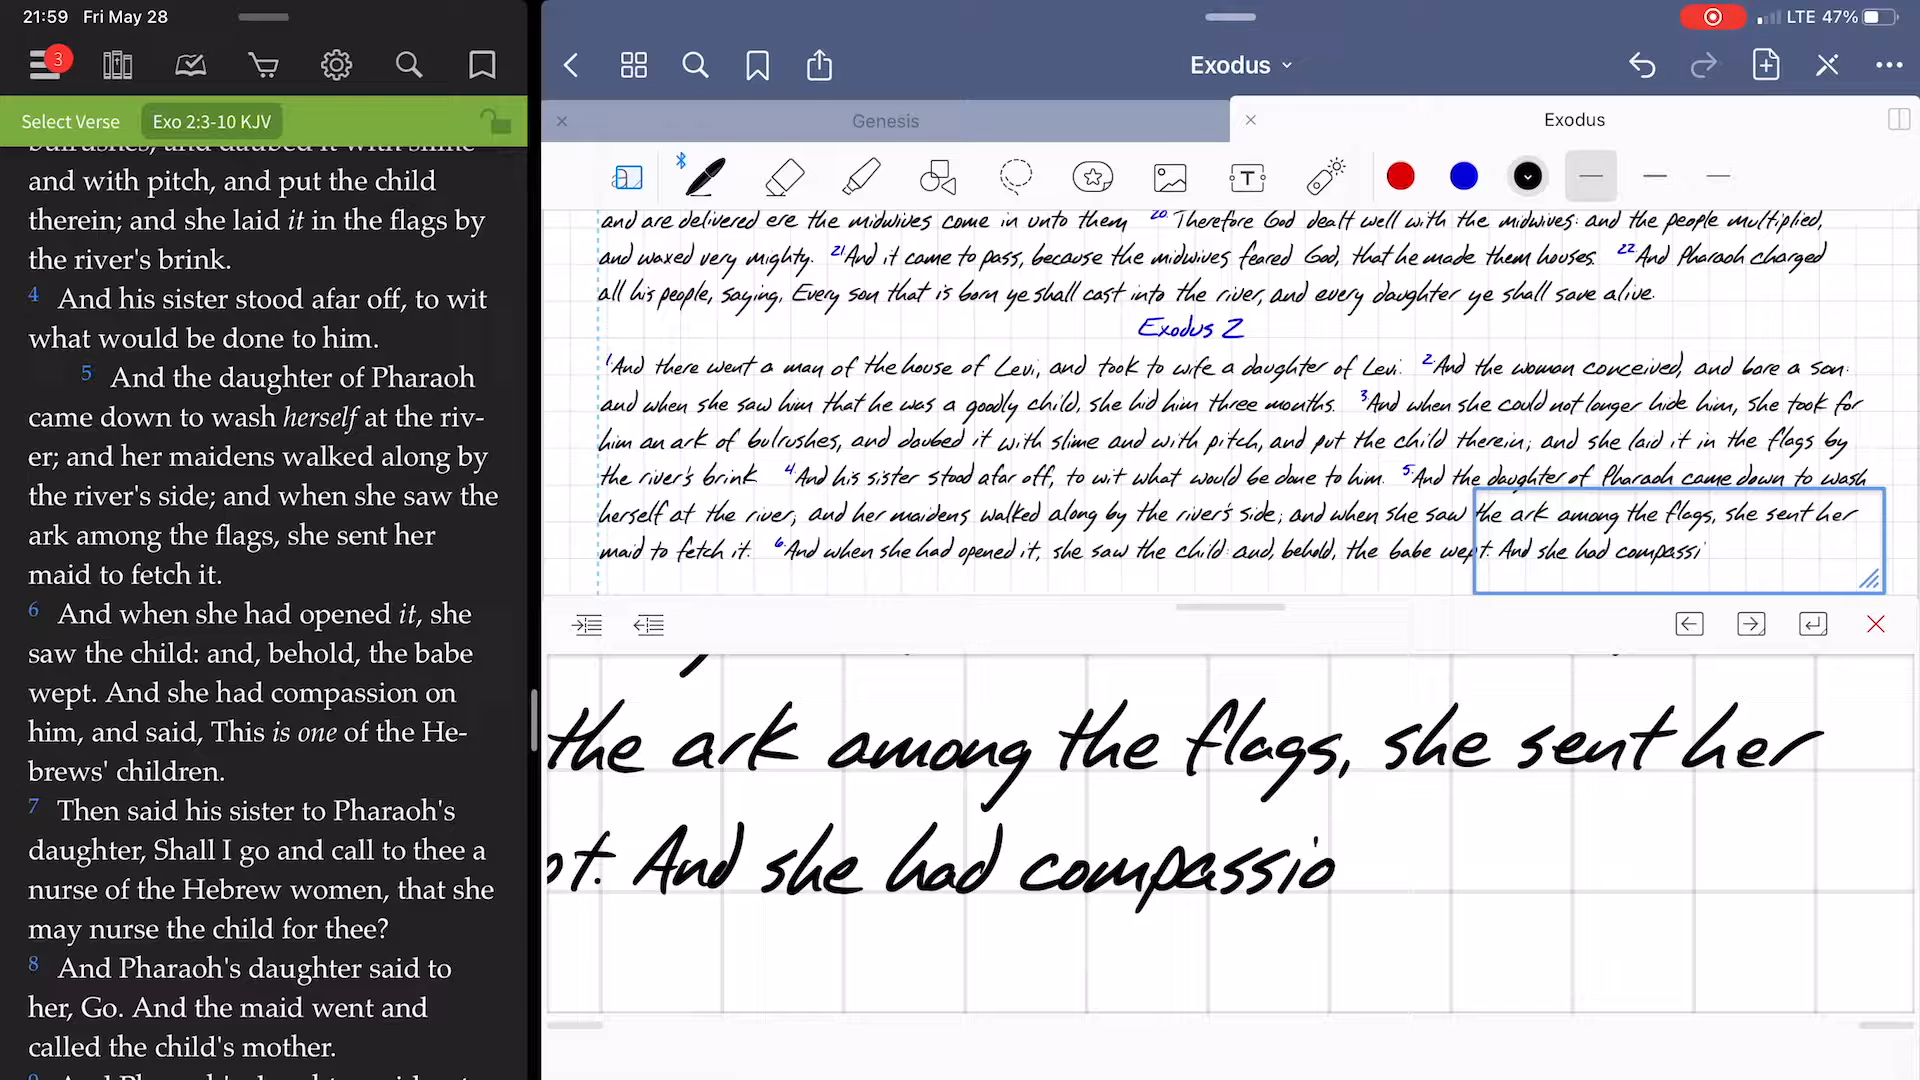 21:59 Fri May 28
LTE 47%
3
Select Verse Exo 2:3-10 KJV
bulrushes, and daubed it with slime
and with pitch, and put the child
therein; and she laid it in the flags by
the river's brink.
4 And his sister stood afar off, to wit
what would be done to him.
5 And the daughter of Pharaoh
came down to wash herself at the riv-
er; and her maidens walked along by
the river's side; and when she saw the
ark among the flags, she sent her
maid to fetch it.
6 And when she had opened it, she
saw the child: and, behold, the babe
wept. And she had compassion on
him, and said, This is one of the He-
brews' children.
7 Then said his sister to Pharaoh's
daughter, Shall I go and call to thee a
nurse of the Hebrew women, that she
may nurse the child for thee?
8 And Pharaoh's daughter said to
her, Go. And the maid went and
called the child's mother.
Exodus
Genesis
Exodus
and are delivered ere the midwives come in unto them 20. Therefore God dealt well with the midwives: and the people multiplied,
and waxed very mighty. 21 And it came to pass, because the midwives feared God, that he made them houses. 22 And Pharaoh charged
all his people, saying, Every son that is born ye shall cast into the river, and every daughter ye shall save alive.
Exodus 2
1. And there went a man of the house of Levi, and took to wife a daughter of Levi. 2. And the woman conceived, and bare a son:
and when she saw him that he was a goodly child, she hid him three months. 3. And when she could not longer hide him, she took for
him an ark of bulrushes, and daubed it with slime and with pitch, and put the child therein; and she laid it in the flags by
the river's brink 4. And his sister stood afar off, to wit what would be done to him. 5. And the daughter of Pharaoh came down to wash
herself at the river; and her maidens walked along by the river's side; and when she saw the ark among the flags, she sent her
maid to fetch it. 6. And when she had opened it, she saw the child: and, behold, the babe wept. And she had compassi
the ark among the flags, she sent her
pt. And she had compassio